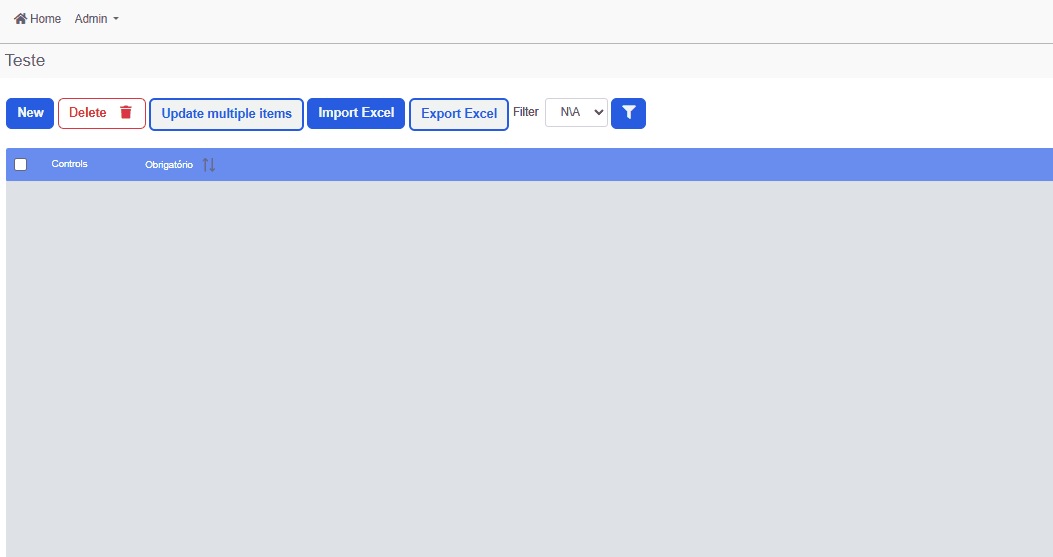 Home Admin
Teste
New Delete Update multiple items Import Excel Export Excel Filter N\A
Controls Obrigatório